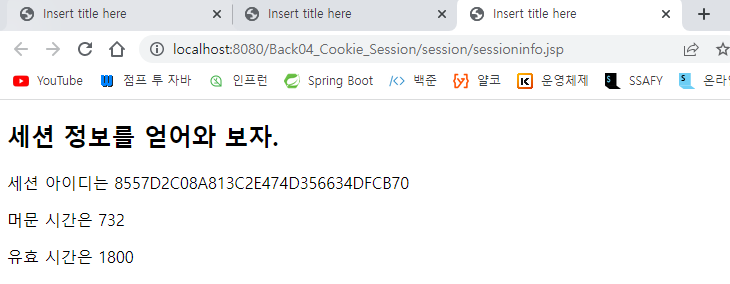 Insert title here
Insert title here
Insert title here
localhost:8080/Back04_Cookie_Session/session/sessioninfo.jsp
YouTube
점프 투 자바
인프런
Spring Boot
</> 백준
{y} 얄코
K 운영체제
SSAFY
온라인
세션 정보를 얻어와 보자.
세션 아이디는 8557D2C08A813C2E474D356634DFCB70
머문 시간은 732
유효 시간은 1800